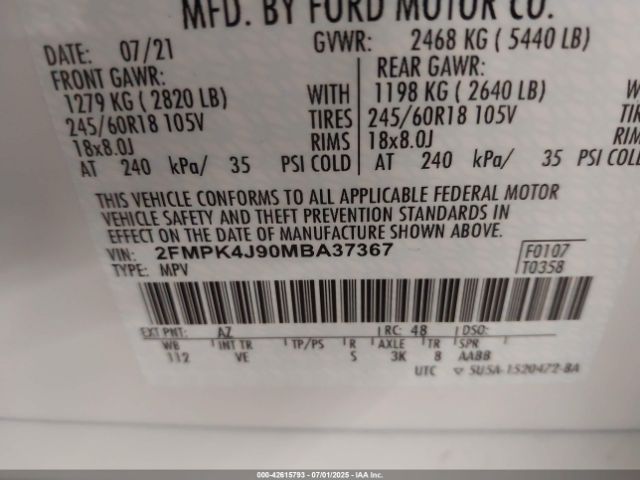 MFD. BY FORD MOTOR CO.
DATE: 07/21 GVWR: 2468 KG ( 5440 LB)
FRONT GAWR: REAR GAWR:
1279 KG ( 2820 LB) WITH 1198 KG ( 2640 LB) W
245/60R18 105V TIRES 245/60R18 105V TIR
18x8.0J RIMS 18x8.0J RIMS
AT 240 kPa/ 35 PSI COLD AT 240 kPa/ 35 PSI COLD
THIS VEHICLE CONFORMS TO ALL APPLICABLE FEDERAL MOTOR
VEHICLE SAFETY AND THEFT PREVENTION STANDARDS IN
EFFECT ON THE DATE OF MANUFACTURE SHOWN ABOVE.
VIN: 2FMPK4J90MBA37367 F0107
TYPE: MPV T0358
EXT PNT: AZ RC: 48 DSO:
WB INT TR TP/PS R AXLE TR SPR
112 VE S 3K 8 AABB
UTC ▽ 5U5A-1520472-BA
000-42615793 - 07/01/2025 - IAAI, Inc.